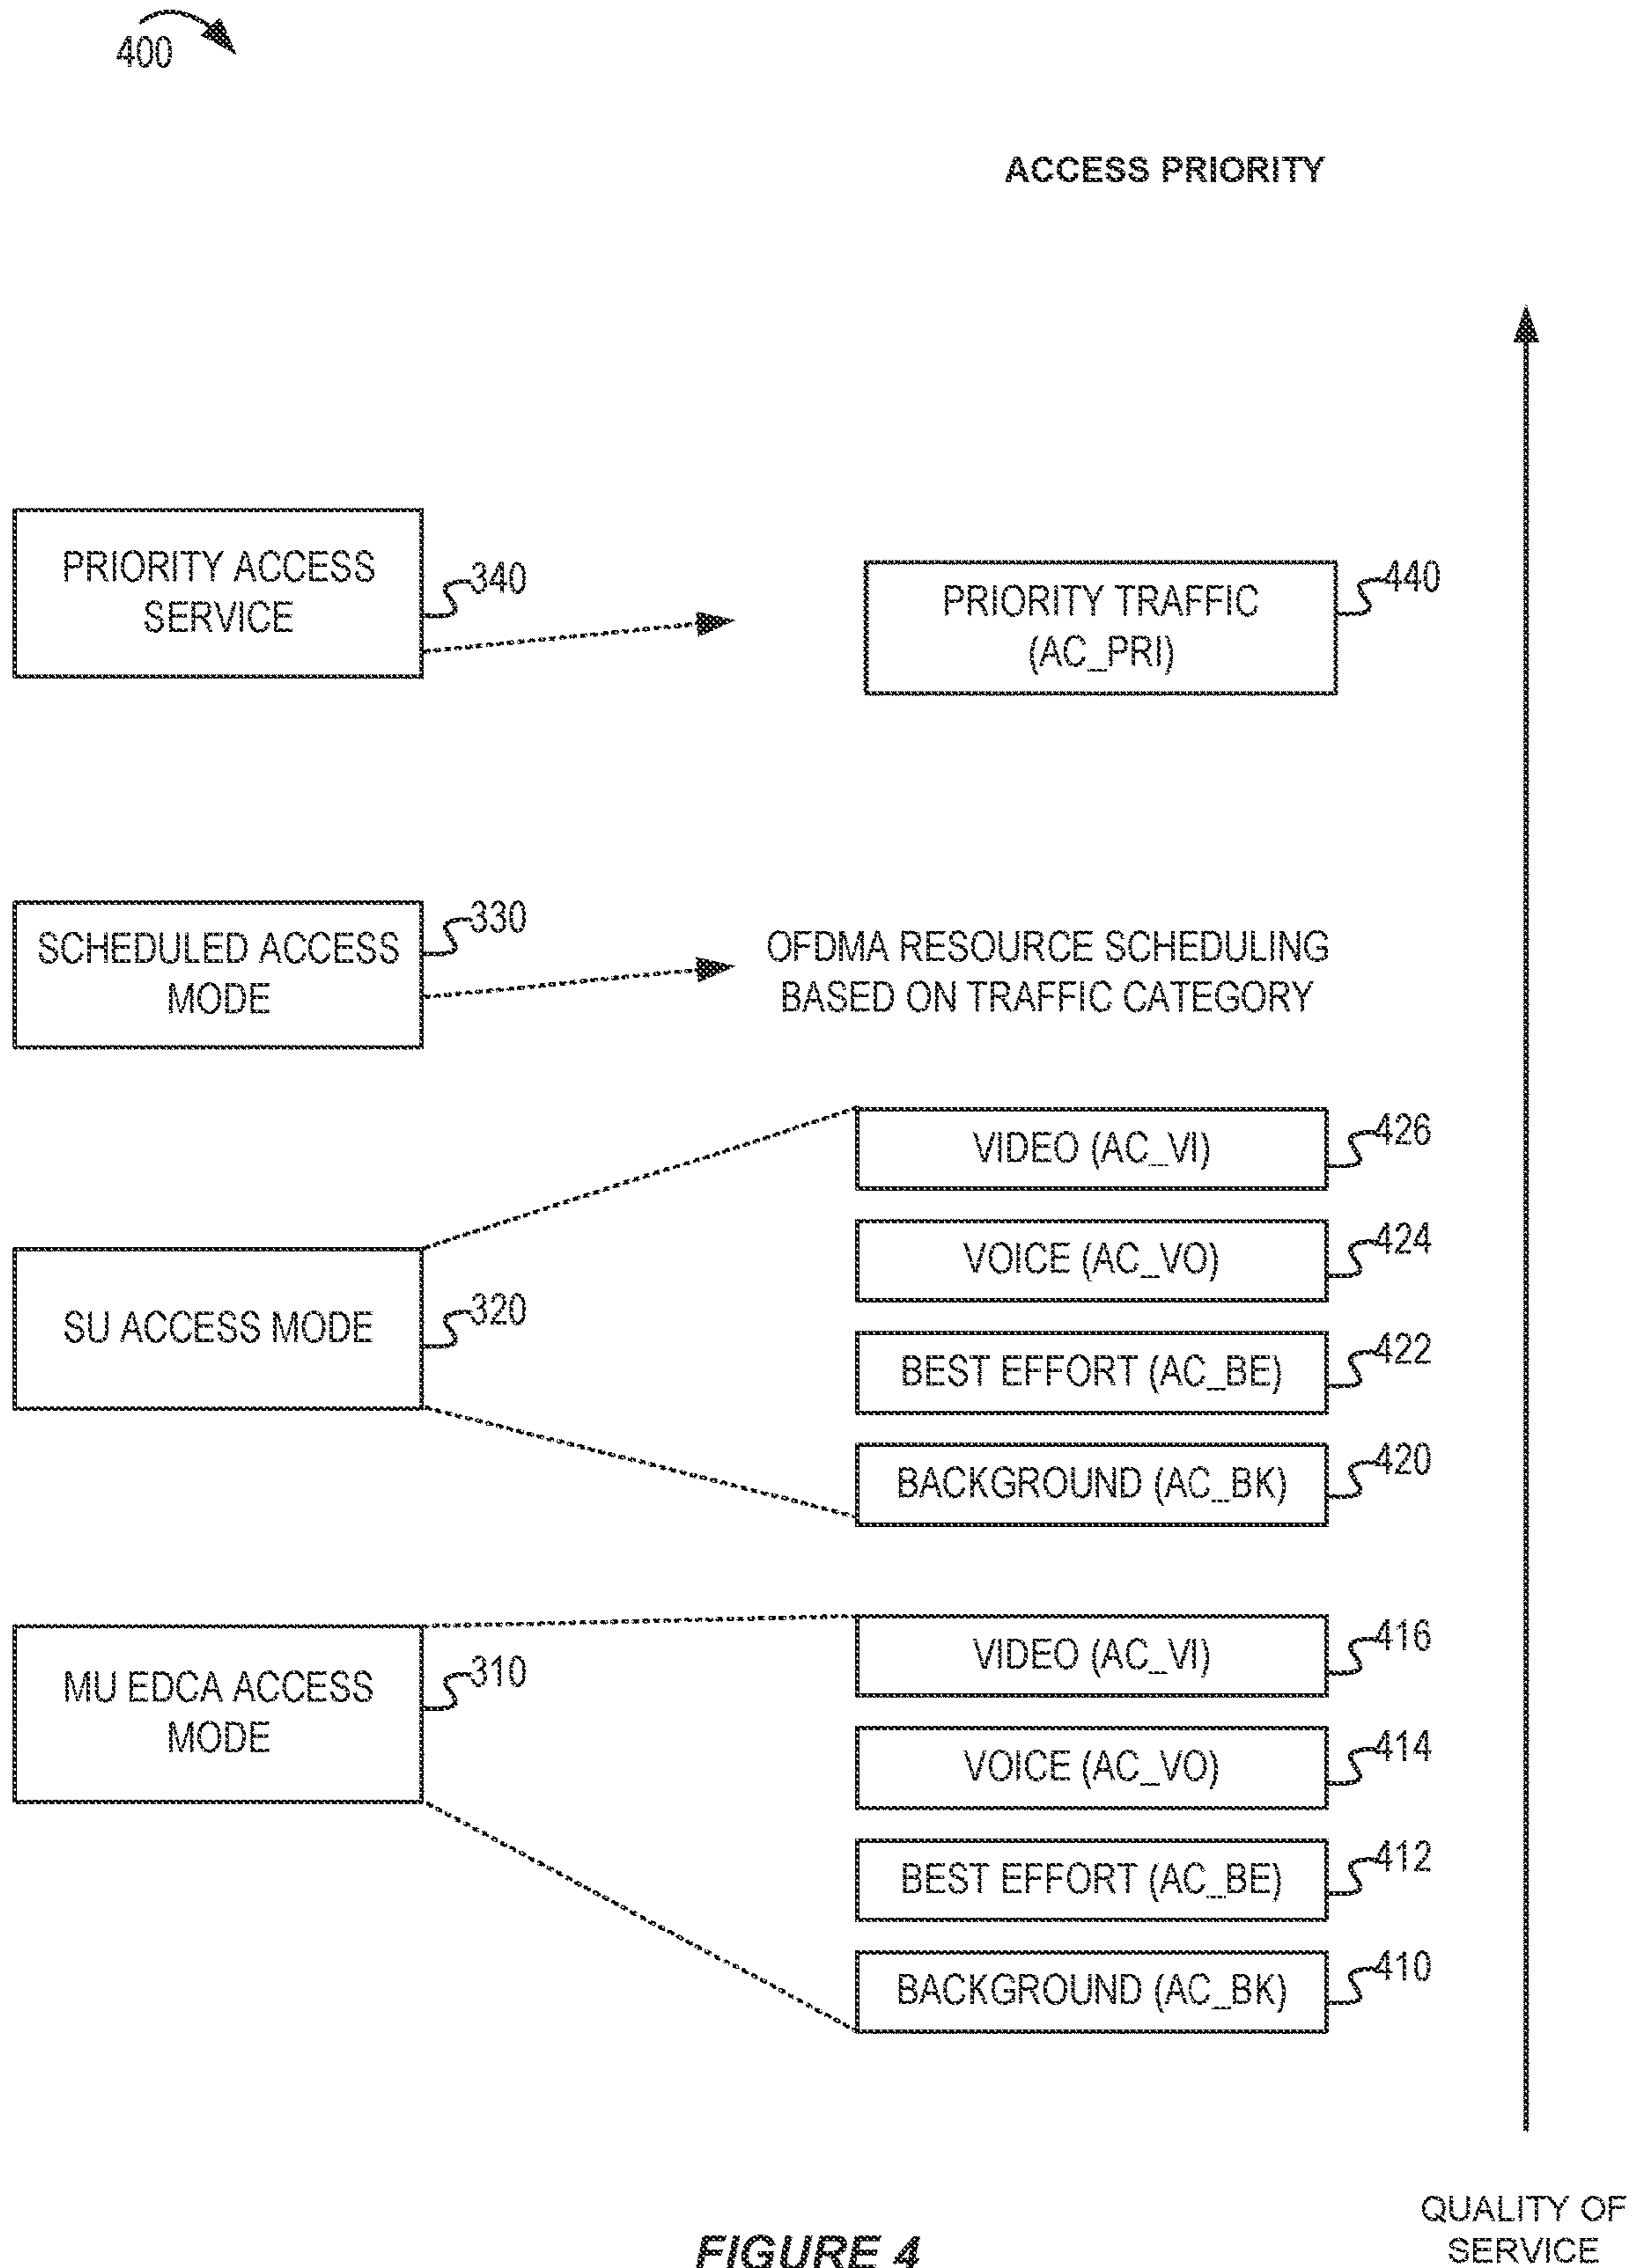 400
ACCESS PRIORITY
PRIORITY ACCESS
SERVICE
340
PRIORITY TRAFFIC
(AC_PRI)
440
SCHEDULED ACCESS
MODE
330
OFDMA RESOURCE SCHEDULING
BASED ON TRAFFIC CATEGORY
SU ACCESS MODE
320
VIDEO (AC_VI)
426
VOICE (AC_VO)
424
BEST EFFORT (AC_BE)
422
BACKGROUND (AC_BK)
420
MU EDCA ACCESS
MODE
310
VIDEO (AC_VI)
416
VOICE (AC_VO)
414
BEST EFFORT (AC_BE)
412
BACKGROUND (AC_BK)
410
QUALITY OF
SERVICE
FIGURE 4